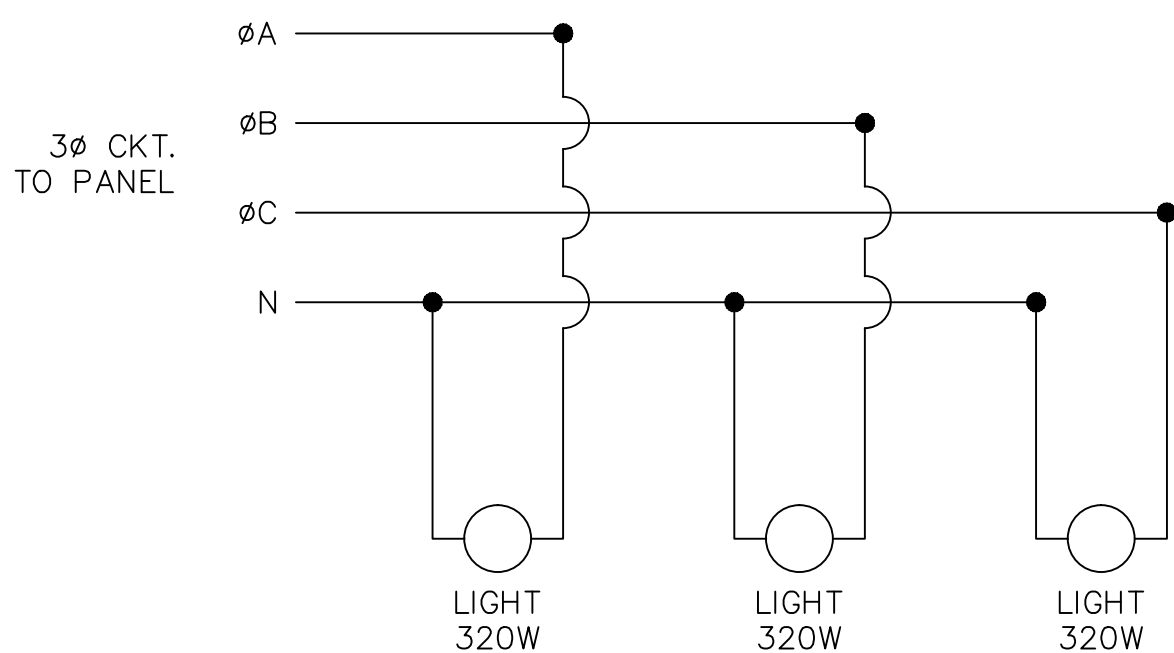 øA
øB
3ø CKT.
TO PANEL
øC
N
LIGHT
320W
LIGHT
320W
LIGHT
320W